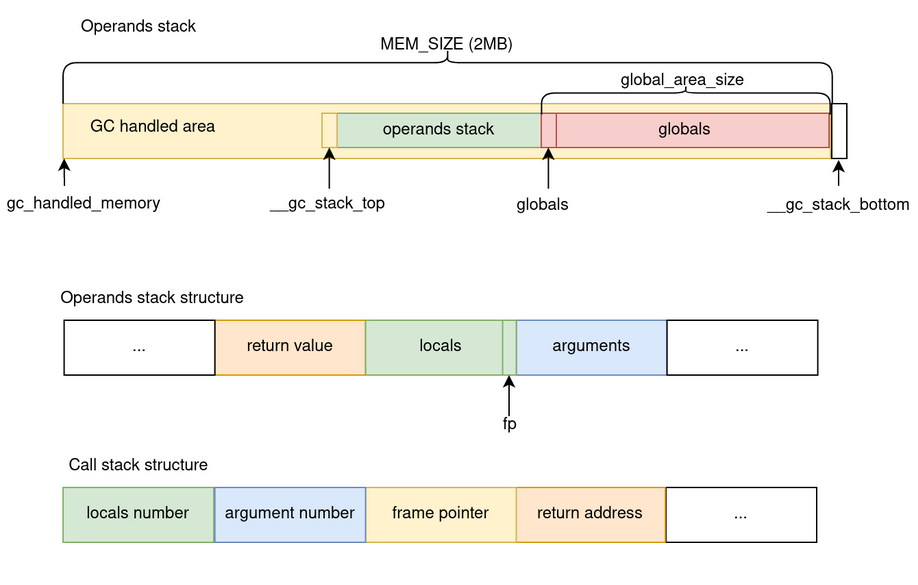 Operands stack
MEM_SIZE (2MB)
global_area_size
GC handled area
operands stack
globals
gc_handled_memory
__gc_stack_top
globals
__gc_stack_bottom
Operands stack structure
...
return value
locals
arguments
...
fp
Call stack structure
locals number
argument number
frame pointer
return address
...